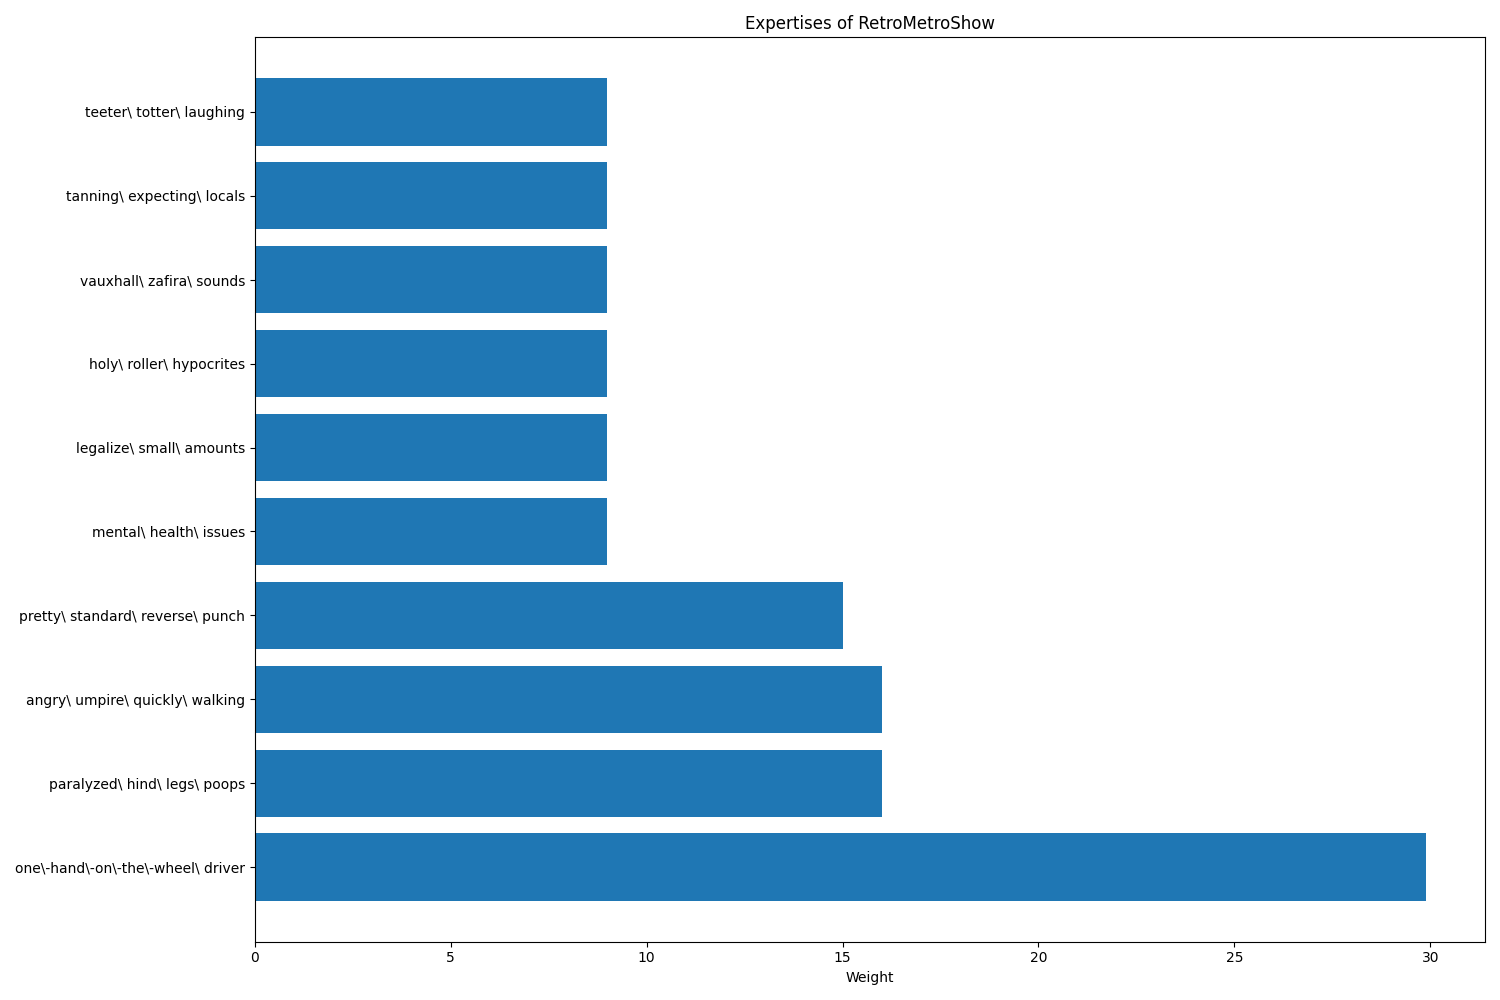 Expertises of RetroMetroShow
teeter\ totter\ laughing
tanning\ expecting\ locals
vauxhall\ zafira\ sounds
holy\ roller\ hypocrites
legalize\ small\ amounts
mental\ health\ issues
pretty\ standard\ reverse\ punch
angry\ umpire\ quickly\ walking
paralyzed\ hind\ legs\ poops
one\-hand\-on\-the\-wheel\ driver
0 5 10 15 20 25 30
Weight